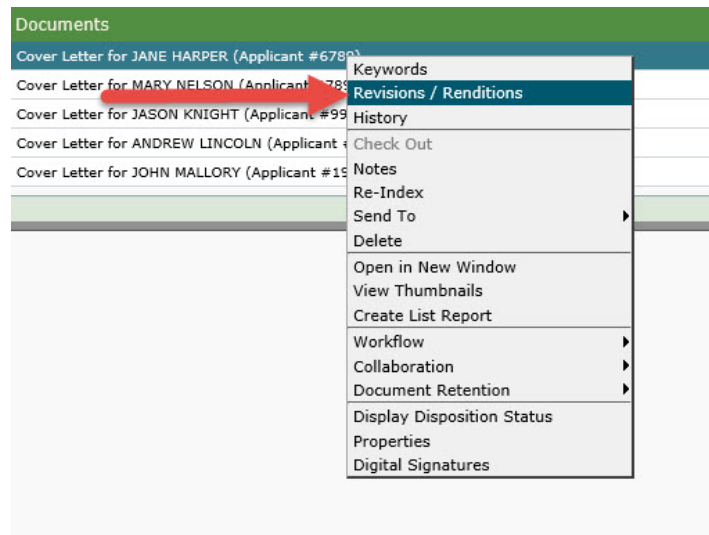 Documents
Cover Letter for JANE HARPER (Applicant #6789)
Cover Letter for MARY NELSON (Applicant
Cover Letter for JASON KNIGHT (Applicant #99
Cover Letter for ANDREW LINCOLN (Applicant
Cover Letter for JOHN MALLORY (Applicant #19
Keywords
Revisions / Renditions
History
Check Out
Notes
Re-Index
Send To
Delete
Open in New Window
View Thumbnails
Create List Report
Workflow
Collaboration
Document Retention
Display Disposition Status
Properties
Digital Signatures